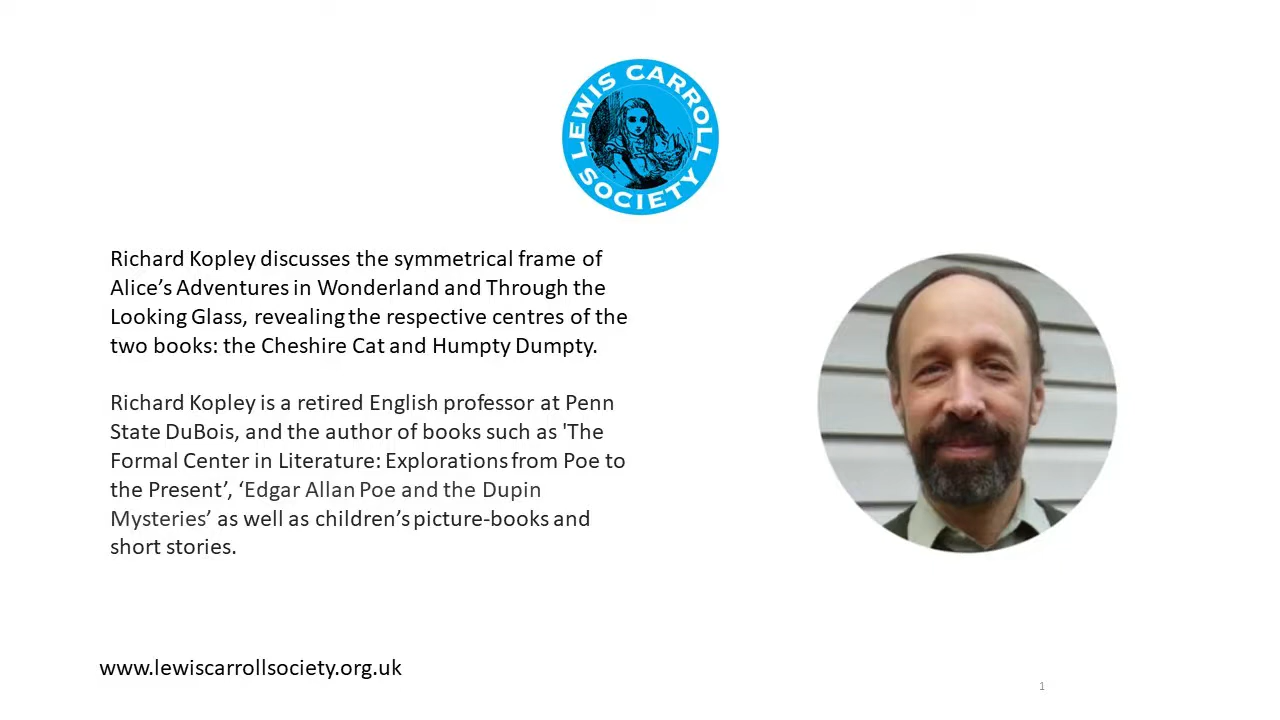 LEWIS CARROLL
SOCIETY
Richard Kopley discusses the symmetrical frame of
Alice’s Adventures in Wonderland and Through the
Looking Glass, revealing the respective centres of the
two books: the Cheshire Cat and Humpty Dumpty.
Richard Kopley is a retired English professor at Penn
State DuBois, and the author of books such as 'The
Formal Center in Literature: Explorations from Poe to
the Present’, ‘Edgar Allan Poe and the Dupin
Mysteries’ as well as children’s picture-books and
short stories.
www.lewiscarrollsociety.org.uk
1